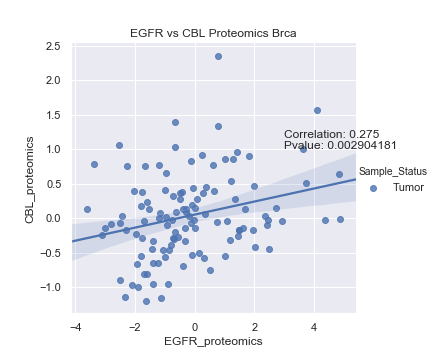 EGFR vs CBL Proteomics Brca
2.5
2.0
1.5
1.0
0.5
0.0
−0.5
−1.0
CBL_proteomics
Correlation: 0.275
Pvalue: 0.002904181
Sample_Status
Tumor
−4
−2
0
2
4
EGFR_proteomics